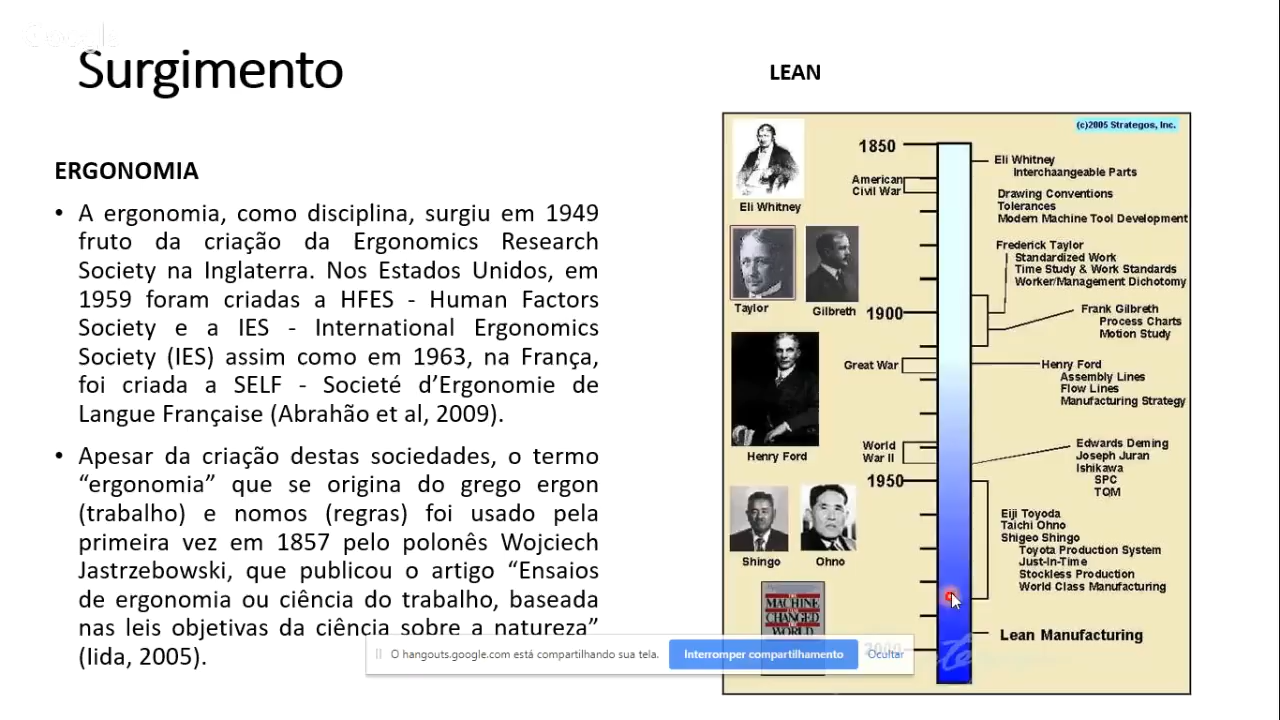 Google
Surgimento
LEAN
ERGONOMIA
• A ergonomia, como disciplina, surgiu em 1949
fruto da criação da Ergonomics Research
Society na Inglaterra. Nos Estados Unidos, em
1959 foram criadas a HFES - Human Factors
Society e a IES - International Ergonomics
Society (IES) assim como em 1963, na França,
foi criada a SELF - Societé d’Ergonomie de
Langue Française (Abrahão et al, 2009).
• Apesar da criação destas sociedades, o termo
“ergonomia” que se origina do grego ergon
(trabalho) e nomos (regras) foi usado pela
primeira vez em 1857 pelo polonês Wojciech
Jastrzebowski, que publicou o artigo “Ensaios
de ergonomia ou ciência do trabalho, baseada
nas leis objetivas da ciência sobre a natureza”
(Iida, 2005).
(c)2005 Strategos, Inc.
Eli Whitney
Taylor
Gilbreth
Henry Ford
Shingo
Ohno
THE
MACHINE
THAT
CHANGED
THE
WORLD
1850
American
Civil War
1900
Great War
World
War II
1950
2000
Eli Whitney
Interchaangeable Parts
Drawing Conventions
Tolerances
Modern Machine Tool Development
Frederick Taylor
Standardized Work
Time Study & Work Standards
Worker/Management Dichotomy
Frank Gilbreth
Process Charts
Motion Study
Henry Ford
Assembly Lines
Flow Lines
Manufacturing Strategy
Edwards Deming
Joseph Juran
Ishikawa
SPC
TQM
Eiji Toyoda
Taichi Ohno
Shigeo Shingo
Toyota Production System
Just-In-Time
Stockless Production
World Class Manufacturing
Lean Manufacturing
O hangouts.google.com está compartilhando sua tela.
Interromper compartilhamento
Ocultar